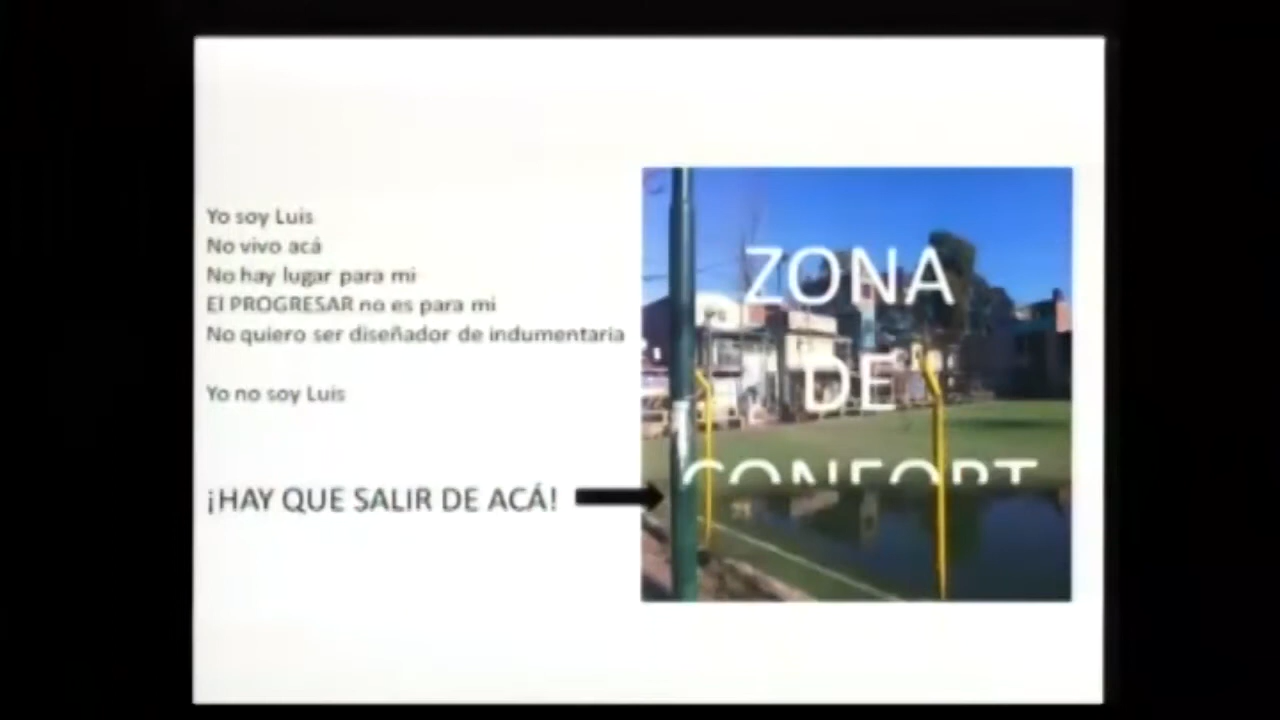 Yo soy Luis
No vivo acá
No hay lugar para mi
El PROGRESAR no es para mi
No quiero ser diseñador de indumentaria
Yo no soy Luis
¡HAY QUE SALIR DE ACÁ!
ZONA
DE
CONFORT